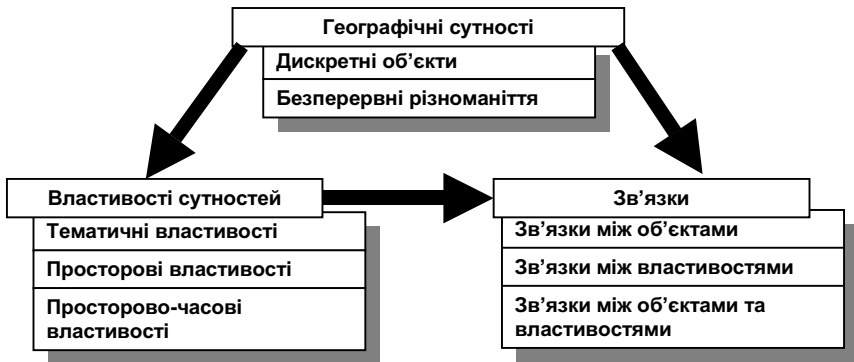 Географічні сутності
Дискретні об’єкти
Безперервні різноманіття
Властивості сутностей
Тематичні властивості
Просторові властивості
Просторово-часові
властивості
Зв’язки
Зв’язки між об’єктами
Зв’язки між властивостями
Зв’язки між об’єктами та
властивостями